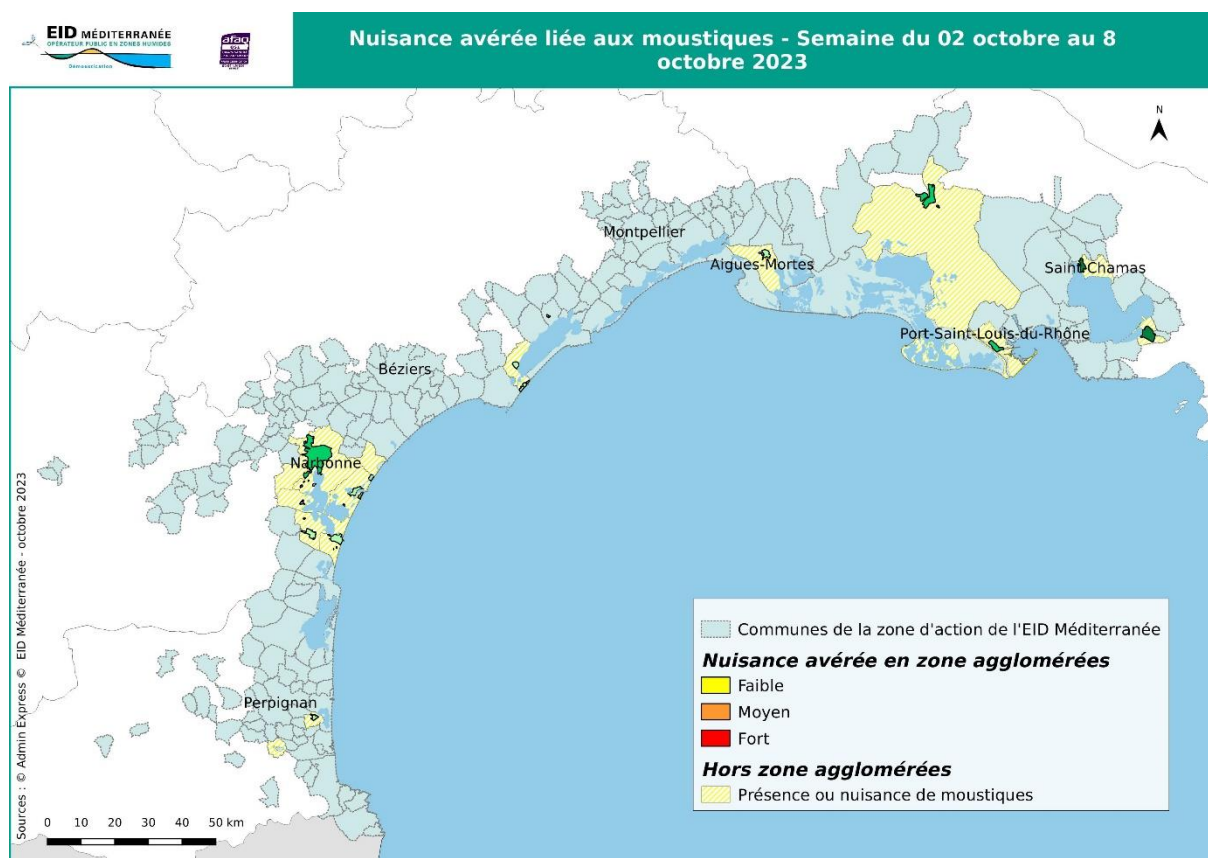 EID MÉDITERRANÉE
OPÉRATEUR PUBLIC EN ZONES HUMIDES
Démoustication
afaq
Nuisance avérée liée aux moustiques - Semaine du 02 octobre au 8
octobre 2023
N
Montpellier
Aigues-Mortes
Saint-Chamas
Port-Saint-Louis-du-Rhône
Béziers
Narbonne
Perpignan
Communes de la zone d'action de l'EID Méditerranée
Nuisance avérée en zone agglomérées
Faible
Moyen
Fort
Hors zone agglomérées
Présence ou nuisance de moustiques
Sources : © Admin Express © EID Méditerranée - octobre 2023
0 10 20 30 40 50 km